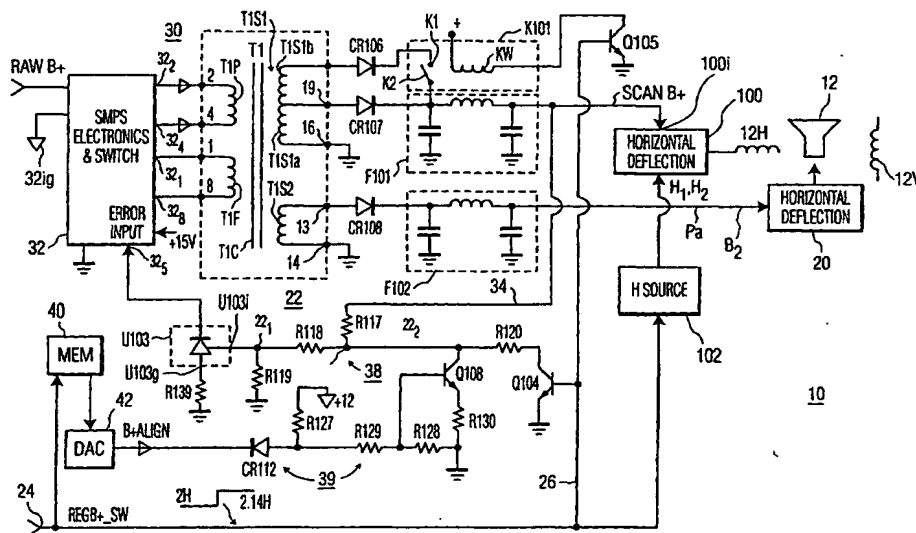 30
T1S1
RAW B+
32ig
32
SMPS
ELECTRONICS
& SWITCH
ERROR
INPUT
+15V
32₂
32₄
32₁
32₈
32₅
2
4
1
8
T1P
T1F
T1C
T1
T1S1b
T1S1a
T1S2
19
16
13
14
22
CR106
CR107
CR108
K1
K2
+
KW
K101
F101
F102
Q105
SCAN B+
100i
100
HORIZONTAL
DEFLECTION
12H
12
12V
H₁,H₂
HORIZONTAL
DEFLECTION
20
Pa
B₂
H SOURCE
102
10
34
U103i
U103
U103g
R139
22₁
R118
R119
R117
22₂
38
R120
Q108
Q104
R130
+12
R127
R129
R128
39
CR112
40
MEM
42
DAC
B+ALIGN
26
24
REGB+_SW
2H
2.14H